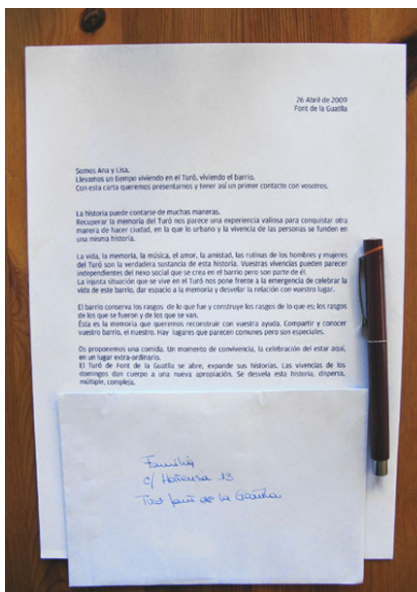 26 Abril de 2009
Font de la Guatlla
Somos Ana y Lisa.
Llevamos un tiempo viviendo en el Turó, viviendo el barrio.
Con esta carta queremos presentarnos y tener así un primer contacto con vosotros.
La historia puede contarse de muchas maneras.
Recuperar la memoria del Turó nos parece una experiencia valiosa para conquistar otra
manera de hacer ciudad, en la que lo urbano y la vivencia de las personas se funden en
una misma historia.
La vida, la memoria, la música, el amor, la amistad, las rutinas de los hombres y mujeres
del Turó son la verdadera sustancia de esta historia. Vuestras vivencias pueden parecer
independientes del nexo social que se crea en el barrio pero son parte de él.
La injusta situación que se vive en el Turó nos pone frente a la emergencia de celebrar la
vida de este barrio, dar espacio a la memoria y desvelar la relación con vuestro lugar.
El barrio conserva los rasgos de lo que fue y construye los rasgos de lo que es; los rasgos
de los que se fueron y de los que se van.
Ésta es la memoria que queremos reconstruir con vuestra ayuda. Compartir y conocer
vuestro barrio, el nuestro. Hay lugares que parecen comunes pero son especiales.
Os proponemos una comida. Un momento de convivencia, la celebración del estar aquí,
en un lugar extra-ordinario.
El Turó de Font de la Guatlla se abre, expande sus historias. Las vivencias de los
domingos dan cuerpo a una nueva apropiación. Se desvela esta historia, dispersa,
múltiple, compleja.
Familia
c/ 13
de la Guatlla